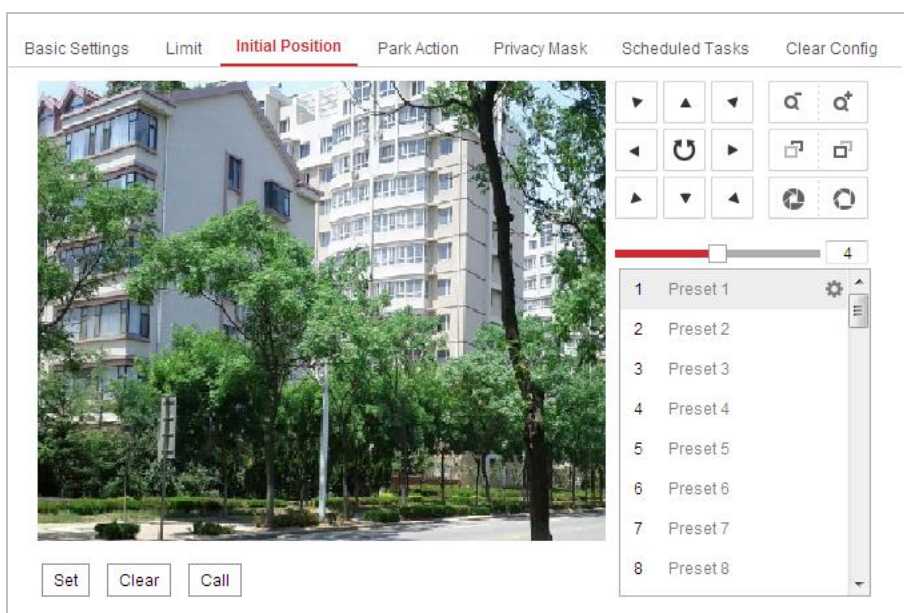 Basic Settings Limit Initial Position Park Action Privacy Mask Scheduled Tasks Clear Config
4
1 Preset 1
2 Preset 2
3 Preset 3
4 Preset 4
5 Preset 5
6 Preset 6
7 Preset 7
8 Preset 8
Set Clear Call